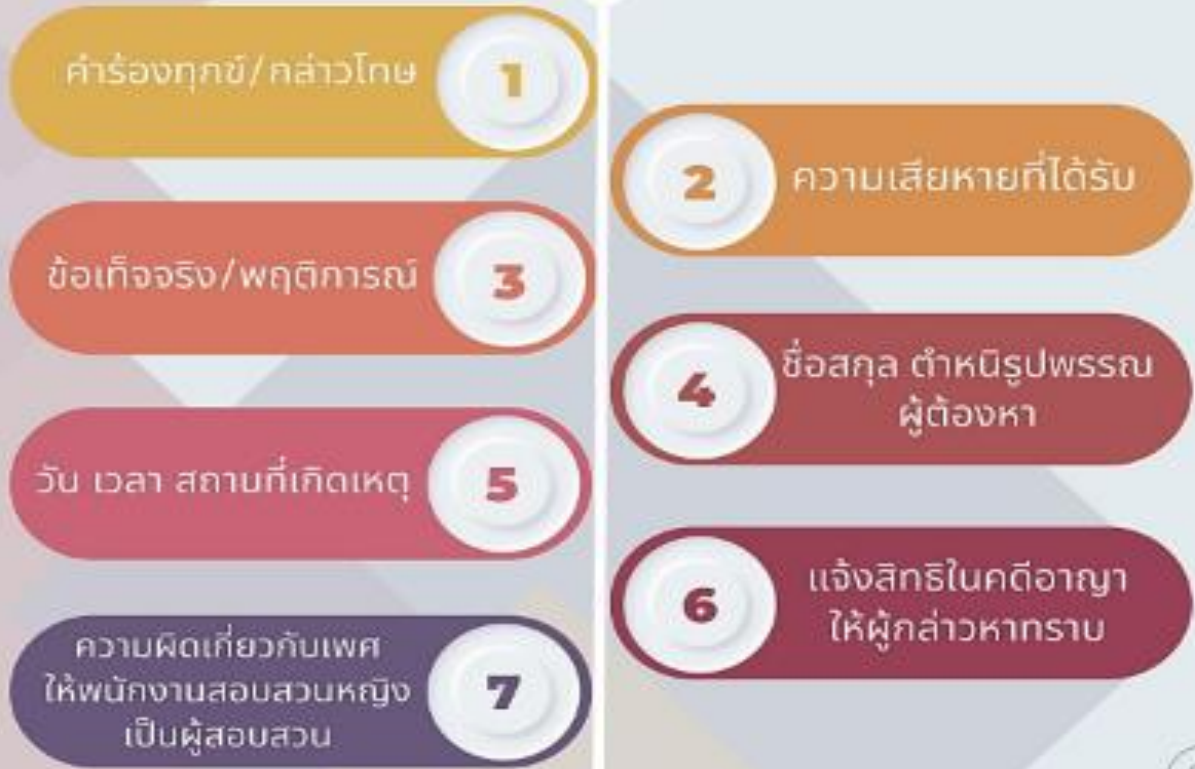 คำร้องทุกข์/กล่าวโทษ
1
2
ความเสียหายที่ได้รับ
ข้อเท็จจริง/พฤติการณ์
3
4
ชื่อสกุล ตำหนิรูปพรรณ
ผู้ต้องหา
วัน เวลา สถานที่เกิดเหตุ
5
6
แจ้งสิทธิในคดีอาญา
ให้ผู้กล่าวหาทราบ
ความผิดเกี่ยวกับเพศ
ให้พนักงานสอบสวนหญิง
เป็นผู้สอบสวน
7